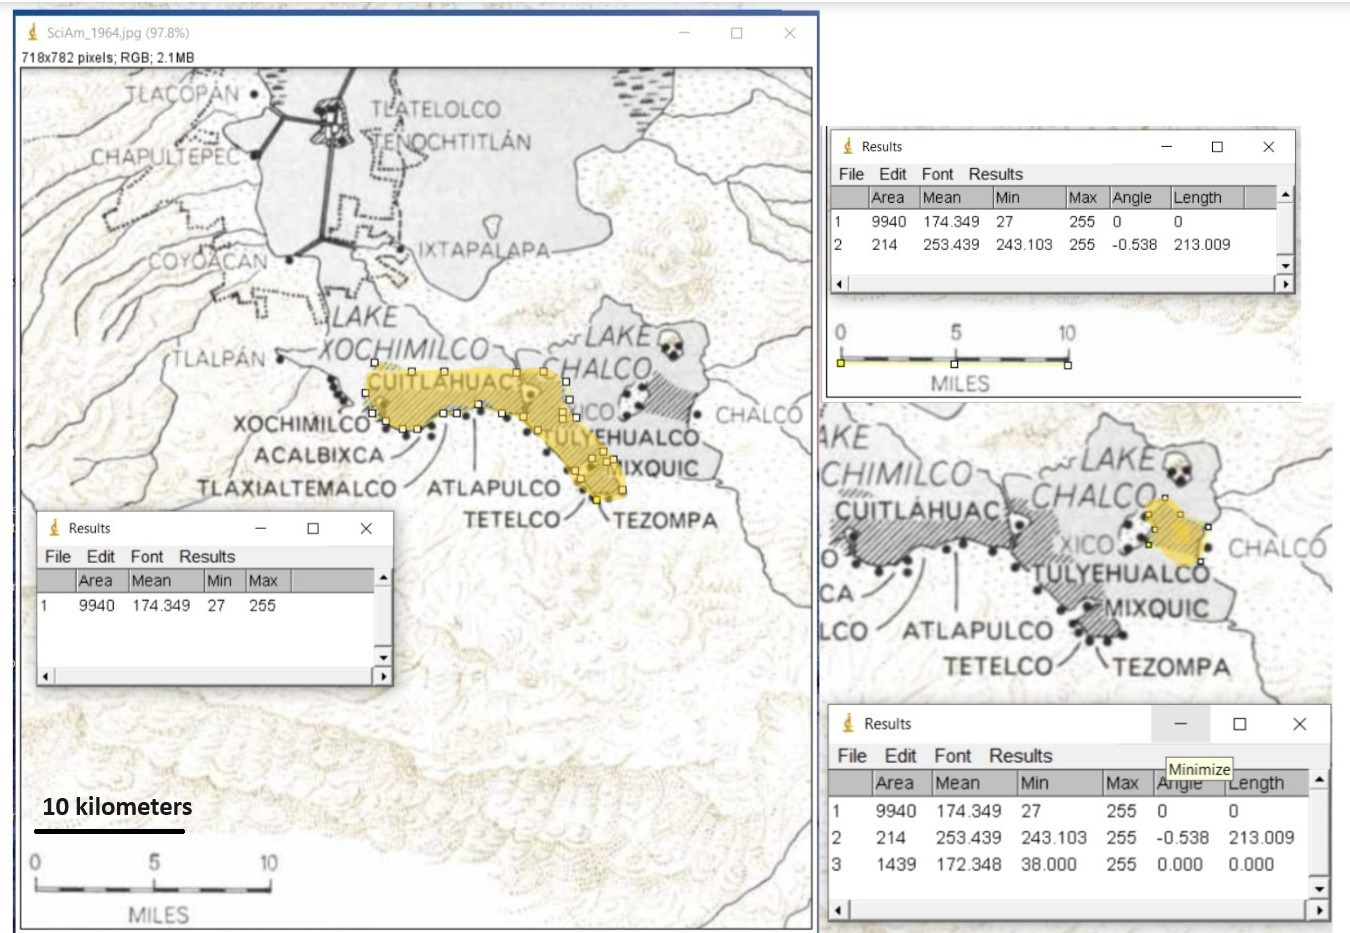 SciAm_1964.jpg (97.8%)
718x782 pixels; RGB; 2.1MB
TLACOPÁN
TLATELOLCO
TENOCHTITLÁN
CHAPULTEPEC
IXTAPALAPA
COYOACÁN
LAKE
XOCHIMILCO
LAKE
CHALCO
TLALPÁN
CUITLÁHUAC
XICO
CHALCO
XOCHIMILCO
TULYEHUALCO
ACALBIXCA
MIXQUIC
TLAXIALTEMALCO
ATLAPULCO
TETELCO
TEZOMPA
Results
File Edit Font Results
Area Mean Min Max
1 9940 174.349 27 255
10 kilometers
0 5 10
MILES
Results
File Edit Font Results
Area Mean Min Max Angle Length
1 9940 174.349 27 255 0 0
2 214 253.439 243.103 255 -0.538 213.009
0 5 10
MILES
AKE
CHIMILCO
LAKE
CHALCO
CUITLÁHUAC
O
XICO
CHALCO
CA
TULYEHUALCO
MIXQUIC
LCO
ATLAPULCO
TETELCO
TEZOMPA
Results
File Edit Font Results
Minimize
Area Mean Min Max Angle Length
1 9940 174.349 27 255 0 0
2 214 253.439 243.103 255 -0.538 213.009
3 1439 172.348 38.000 255 0.000 0.000